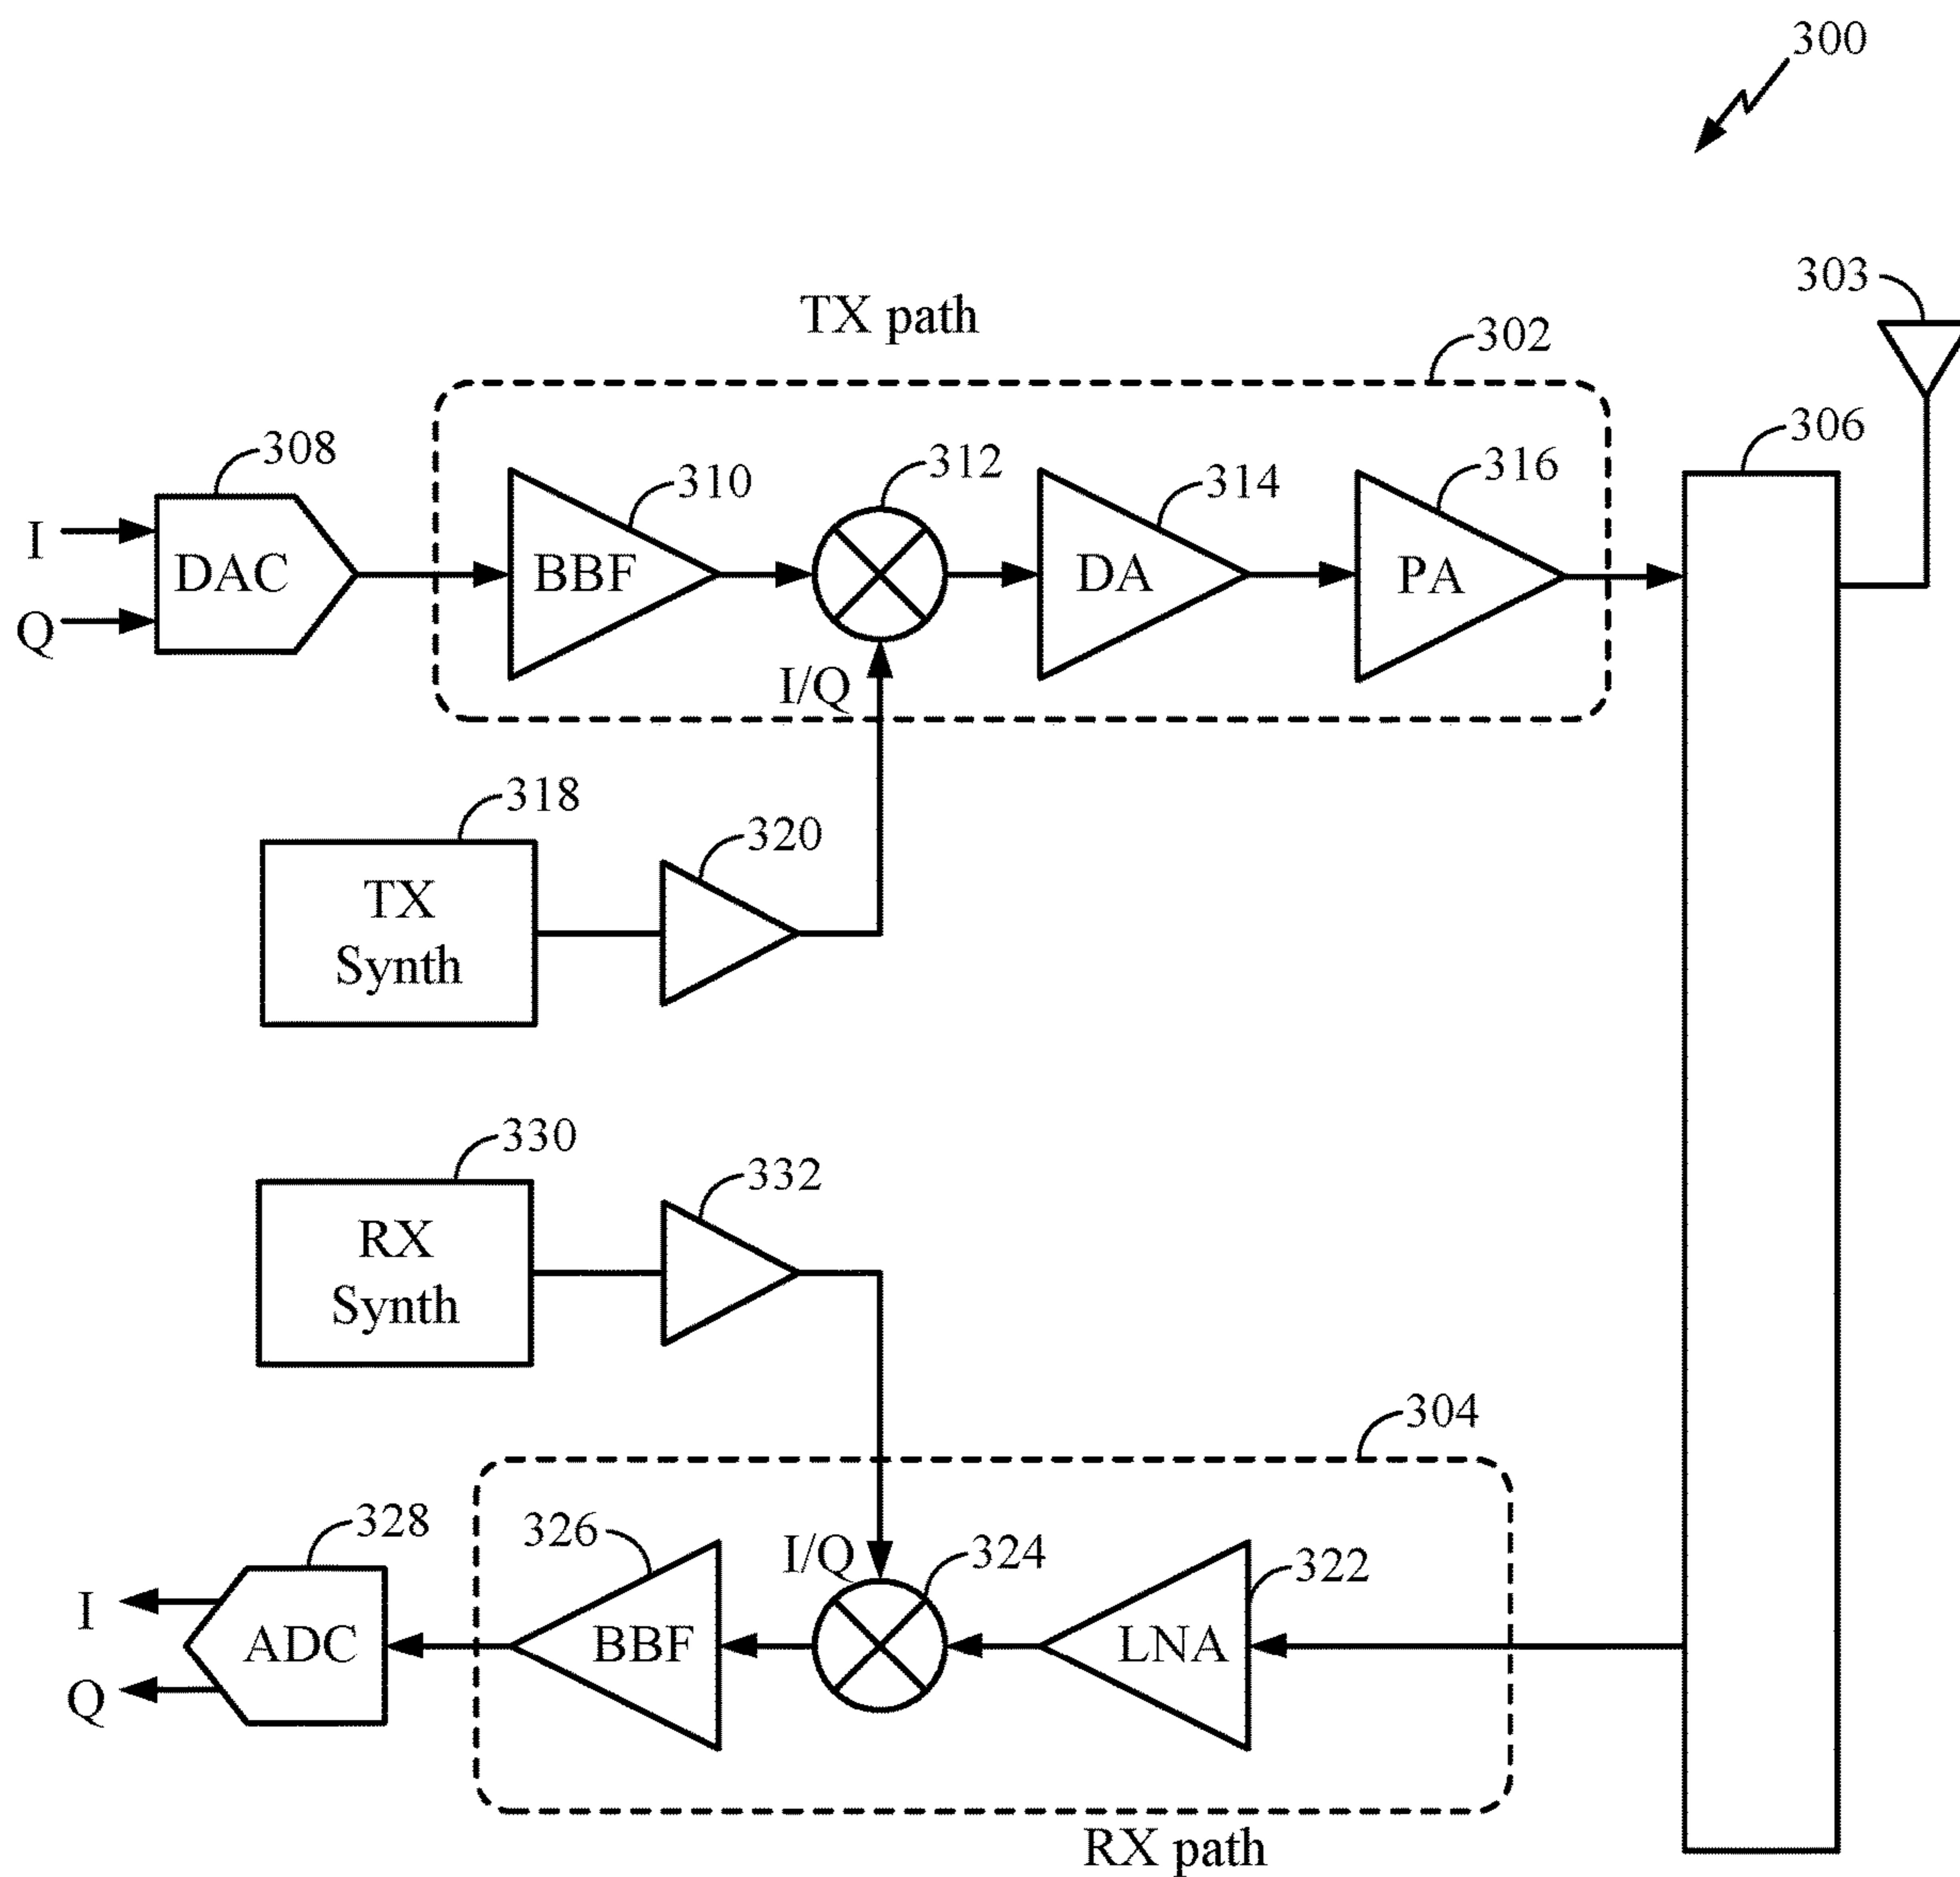 300
303
TX path
302
306
308
310
312
314
316
I
DAC
BBF
DA
PA
Q
I/Q
318
320
TX
Synth
330
332
RX
Synth
304
328
326
I/Q
324
322
I
ADC
BBF
LNA
Q
RX path